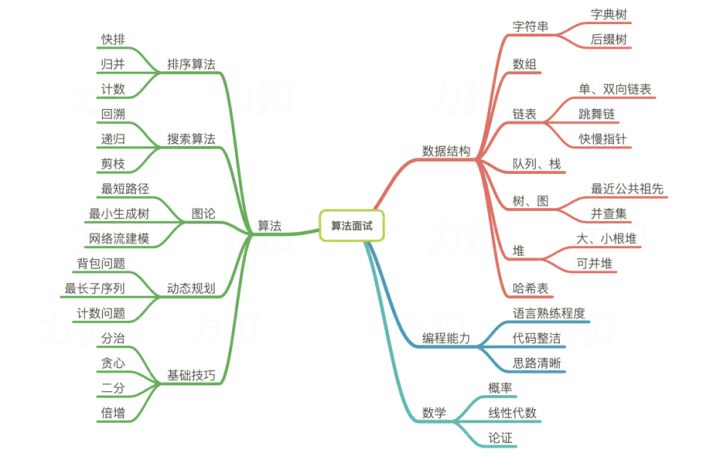 算法面试
算法
排序算法
快排
归并
计数
搜索算法
回溯
递归
剪枝
图论
最短路径
最小生成树
网络流建模
动态规划
背包问题
最长子序列
计数问题
基础技巧
分治
贪心
二分
倍增
数据结构
字符串
字典树
后缀树
数组
链表
单、双向链表
跳舞链
快慢指针
队列、栈
树、图
最近公共祖先
并查集
堆
大、小根堆
可并堆
哈希表
编程能力
语言熟练程度
代码整洁
思路清晰
数学
概率
线性代数
论证